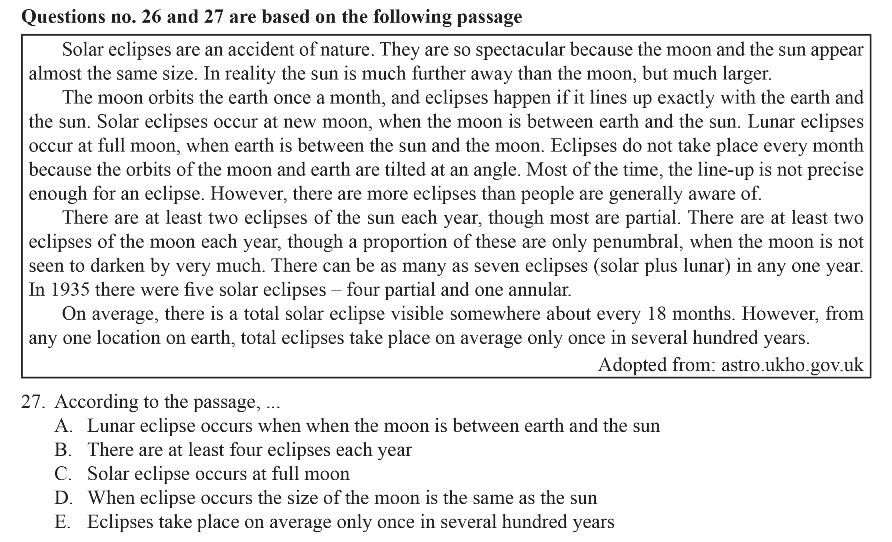 Questions no. 26 and 27 are based on the following passage
Solar eclipses are an accident of nature. They are so spectacular because the moon and the sun appear
almost the same size. In reality the sun is much further away than the moon, but much larger.
The moon orbits the earth once a month, and eclipses happen if it lines up exactly with the earth and
the sun. Solar eclipses occur at new moon, when the moon is between earth and the sun. Lunar eclipses
occur at full moon, when earth is between the sun and the moon. Eclipses do not take place every month
because the orbits of the moon and earth are tilted at an angle. Most of the time, the line-up is not precise
enough for an eclipse. However, there are more eclipses than people are generally aware of.
There are at least two eclipses of the sun each year, though most are partial. There are at least two
eclipses of the moon each year, though a proportion of these are only penumbral, when the moon is not
seen to darken by very much. There can be as many as seven eclipses (solar plus lunar) in any one year.
In 1935 there were five solar eclipses – four partial and one annular.
On average, there is a total solar eclipse visible somewhere about every 18 months. However, from
any one location on earth, total eclipses take place on average only once in several hundred years.
Adopted from: astro.ukho.gov.uk
27. According to the passage, ...
A. Lunar eclipse occurs when when the moon is between earth and the sun
B. There are at least four eclipses each year
C. Solar eclipse occurs at full moon
D. When eclipse occurs the size of the moon is the same as the sun
E. Eclipses take place on average only once in several hundred years